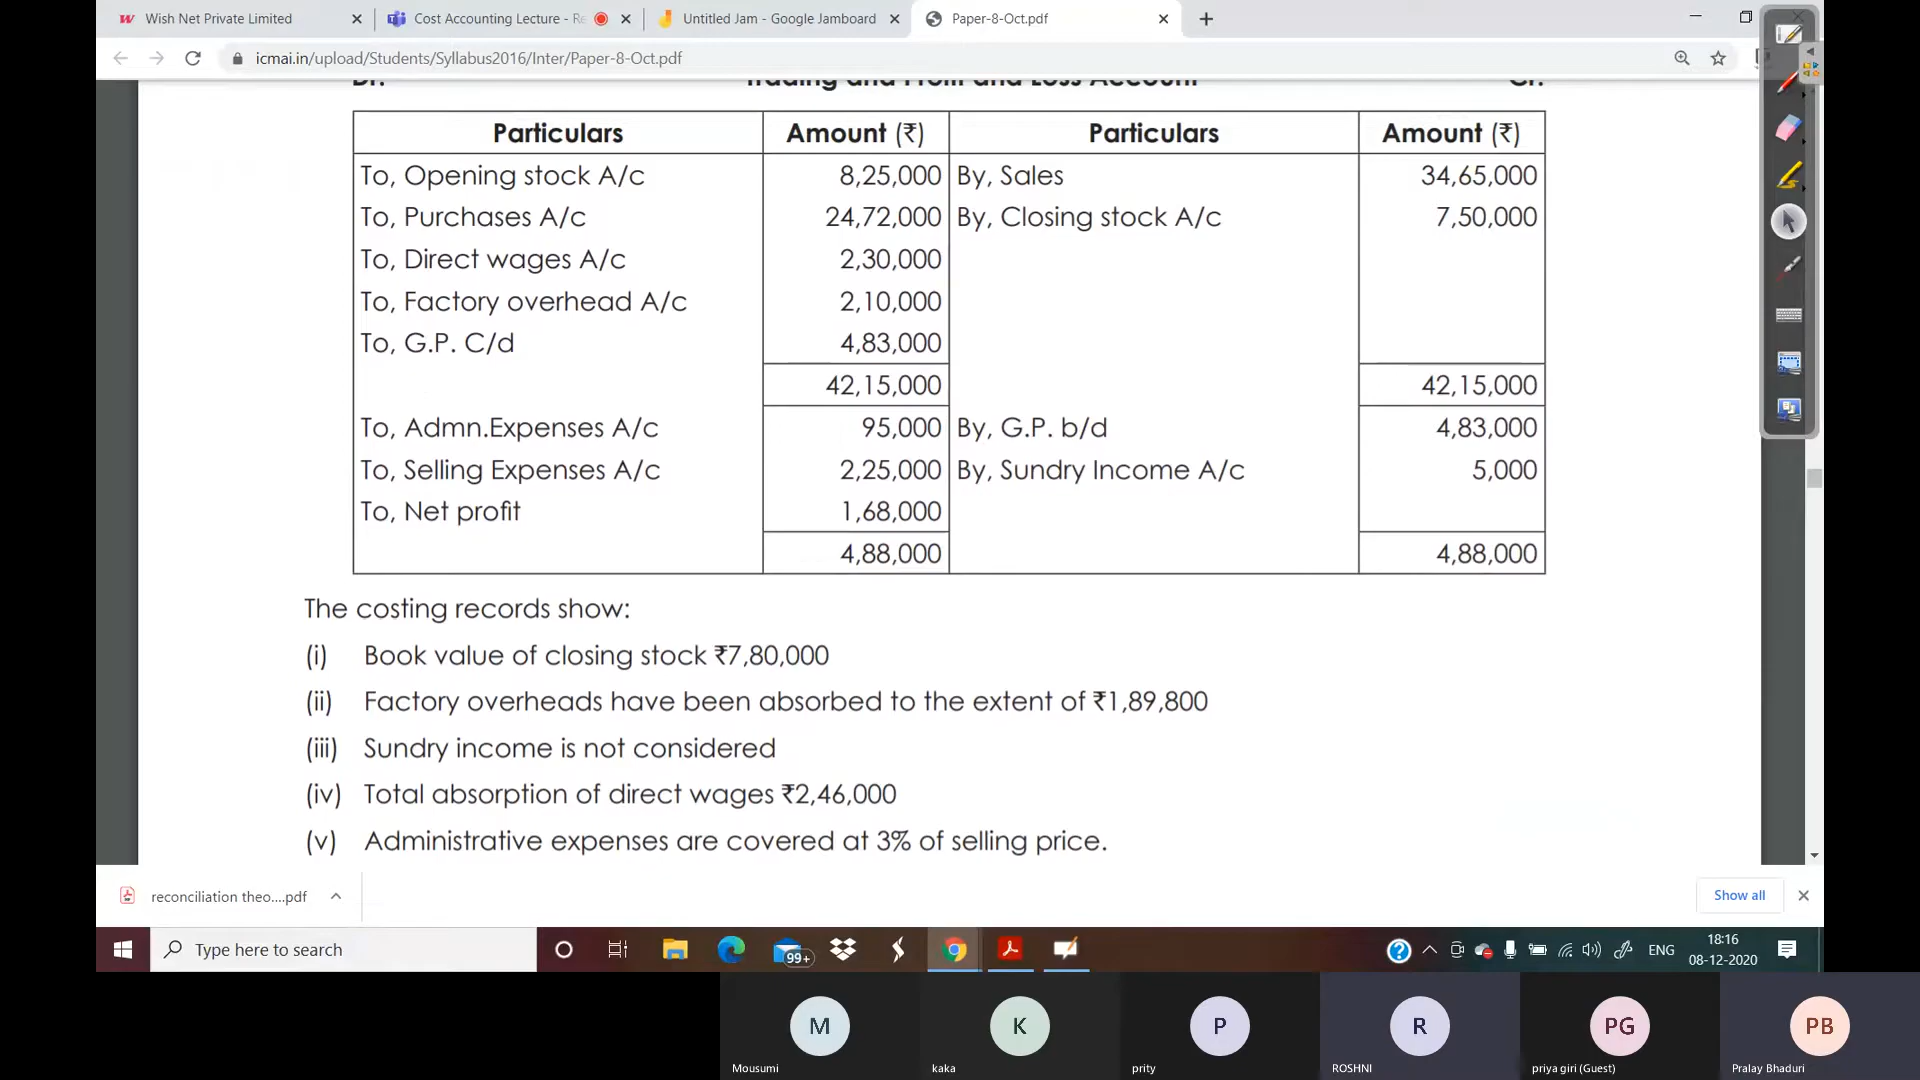 Wish Net Private Limited
Cost Accounting Lecture - Re
Untitled Jam - Google Jamboard
Paper-8-Oct.pdf
icmai.in/upload/Students/Syllabus2016/Inter/Paper-8-Oct.pdf
Dr. Trading and Profit and Loss Account Cr.
Particulars Amount (₹) Particulars Amount (₹)
To, Opening stock A/c 8,25,000 By, Sales 34,65,000
To, Purchases A/c 24,72,000 By, Closing stock A/c 7,50,000
To, Direct wages A/c 2,30,000
To, Factory overhead A/c 2,10,000
To, G.P. C/d 4,83,000
42,15,000 42,15,000
To, Admn.Expenses A/c 95,000 By, G.P. b/d 4,83,000
To, Selling Expenses A/c 2,25,000 By, Sundry Income A/c 5,000
To, Net profit 1,68,000
4,88,000 4,88,000
The costing records show:
(i) Book value of closing stock ₹7,80,000
(ii) Factory overheads have been absorbed to the extent of ₹1,89,800
(iii) Sundry income is not considered
(iv) Total absorption of direct wages ₹2,46,000
(v) Administrative expenses are covered at 3% of selling price.
reconciliation theo....pdf
Show all
Type here to search
99+
ENG
18:16
08-12-2020
M K P R PG PB
Mousumi kaka prity ROSHNI priya giri (Guest) Pralay Bhaduri